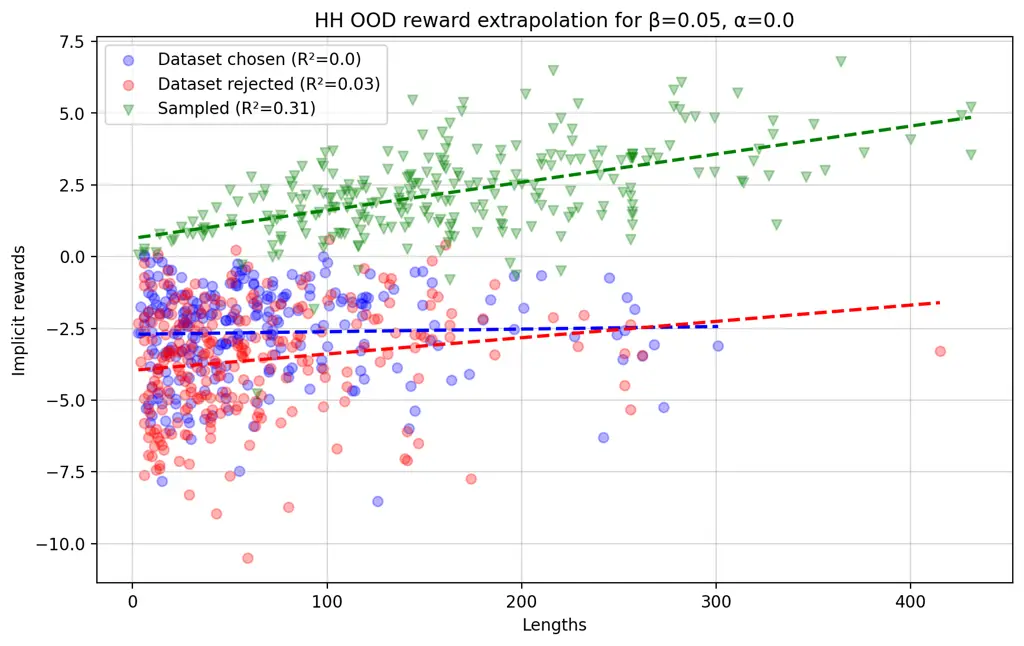 HH OOD reward extrapolation for β=0.05, α=0.0
Dataset chosen (R²=0.0)
Dataset rejected (R²=0.03)
Sampled (R²=0.31)
Implicit rewards
7.5
5.0
2.5
0.0
−2.5
−5.0
−7.5
−10.0
0 100 200 300 400
Lengths